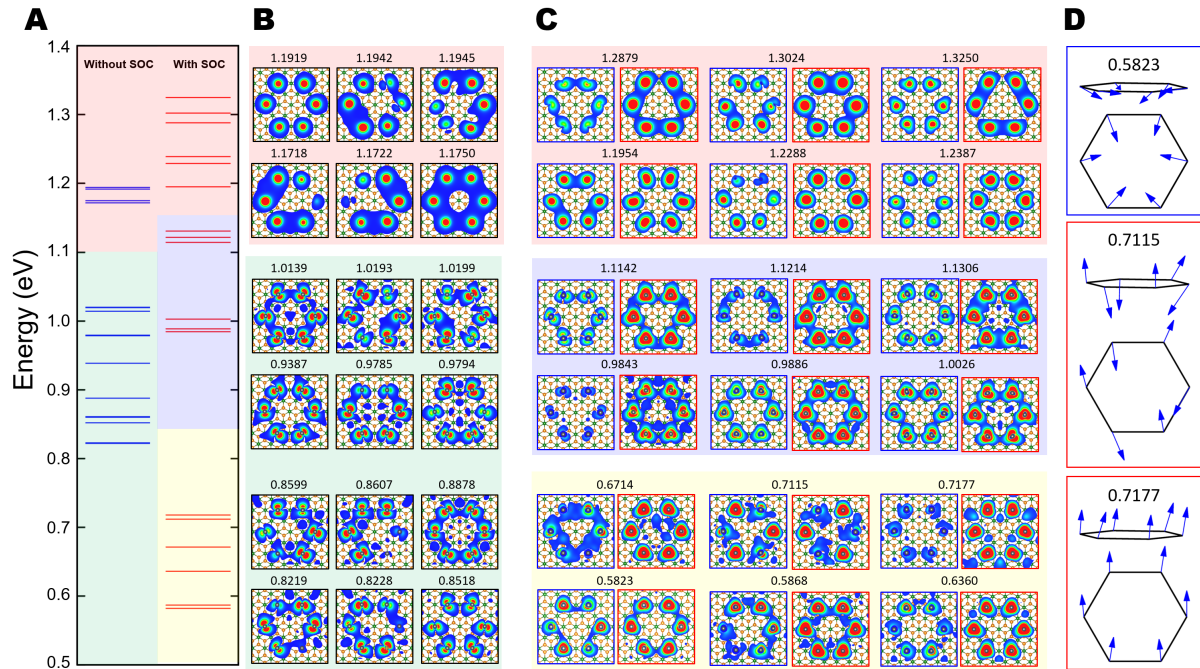 A B C D
Energy (eV)
1.4
1.3
1.2
1.1
1.0
0.9
0.8
0.7
0.6
0.5
Without SOC With SOC
1.1919 1.1942 1.1945
1.1718 1.1722 1.1750
1.0139 1.0193 1.0199
0.9387 0.9785 0.9794
0.8599 0.8607 0.8878
0.8219 0.8228 0.8518
1.2879 1.3024 1.3250
1.1954 1.2288 1.2387
1.1142 1.1214 1.1306
0.9843 0.9886 1.0026
0.6714 0.7115 0.7177
0.5823 0.5868 0.6360
0.5823
0.7115
0.7177